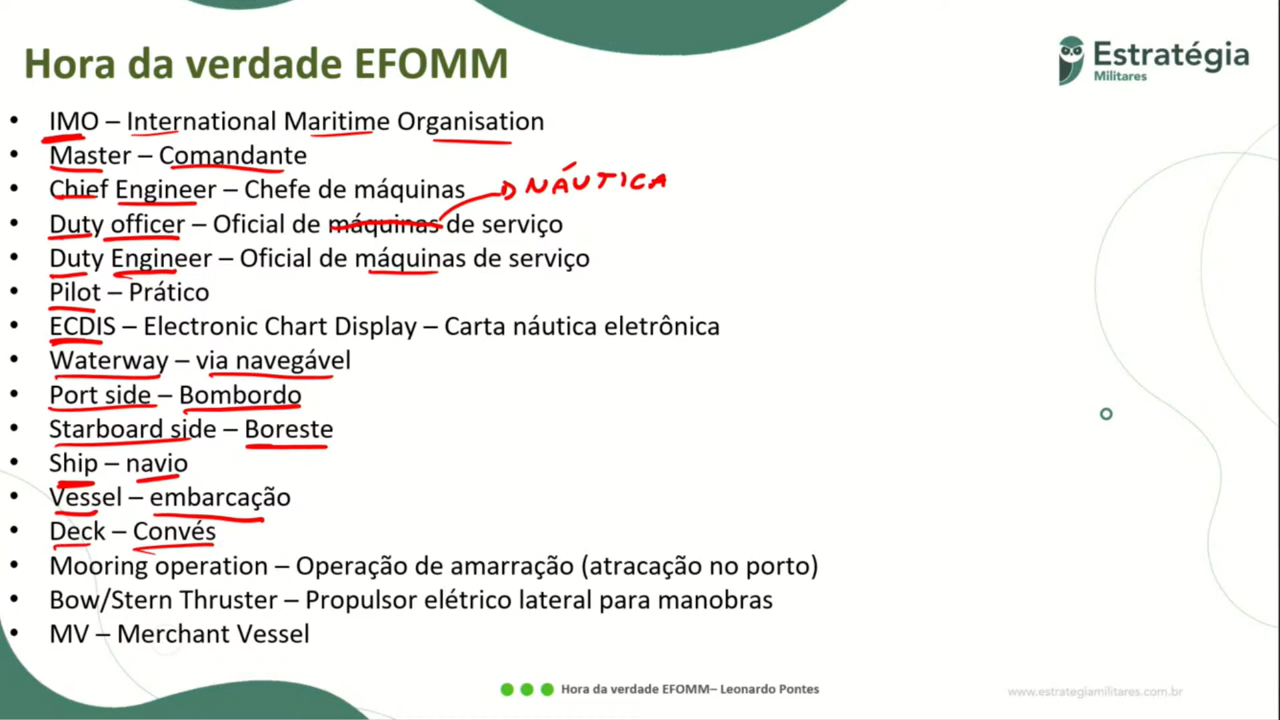 Hora da verdade EFOMM
Estratégia
Militares
• IMO – International Maritime Organisation
• Master – Comandante
• Chief Engineer – Chefe de máquinas
NÁUTICA
• Duty officer – Oficial de máquinas de serviço
• Duty Engineer – Oficial de máquinas de serviço
• Pilot – Prático
• ECDIS – Electronic Chart Display – Carta náutica eletrônica
• Waterway – via navegável
• Port side – Bombordo
• Starboard side – Boreste
• Ship – navio
• Vessel – embarcação
• Deck – Convés
• Mooring operation – Operação de amarração (atracação no porto)
• Bow/Stern Thruster – Propulsor elétrico lateral para manobras
• MV – Merchant Vessel
Hora da verdade EFOMM– Leonardo Pontes
www.estrategiamilitares.com.br